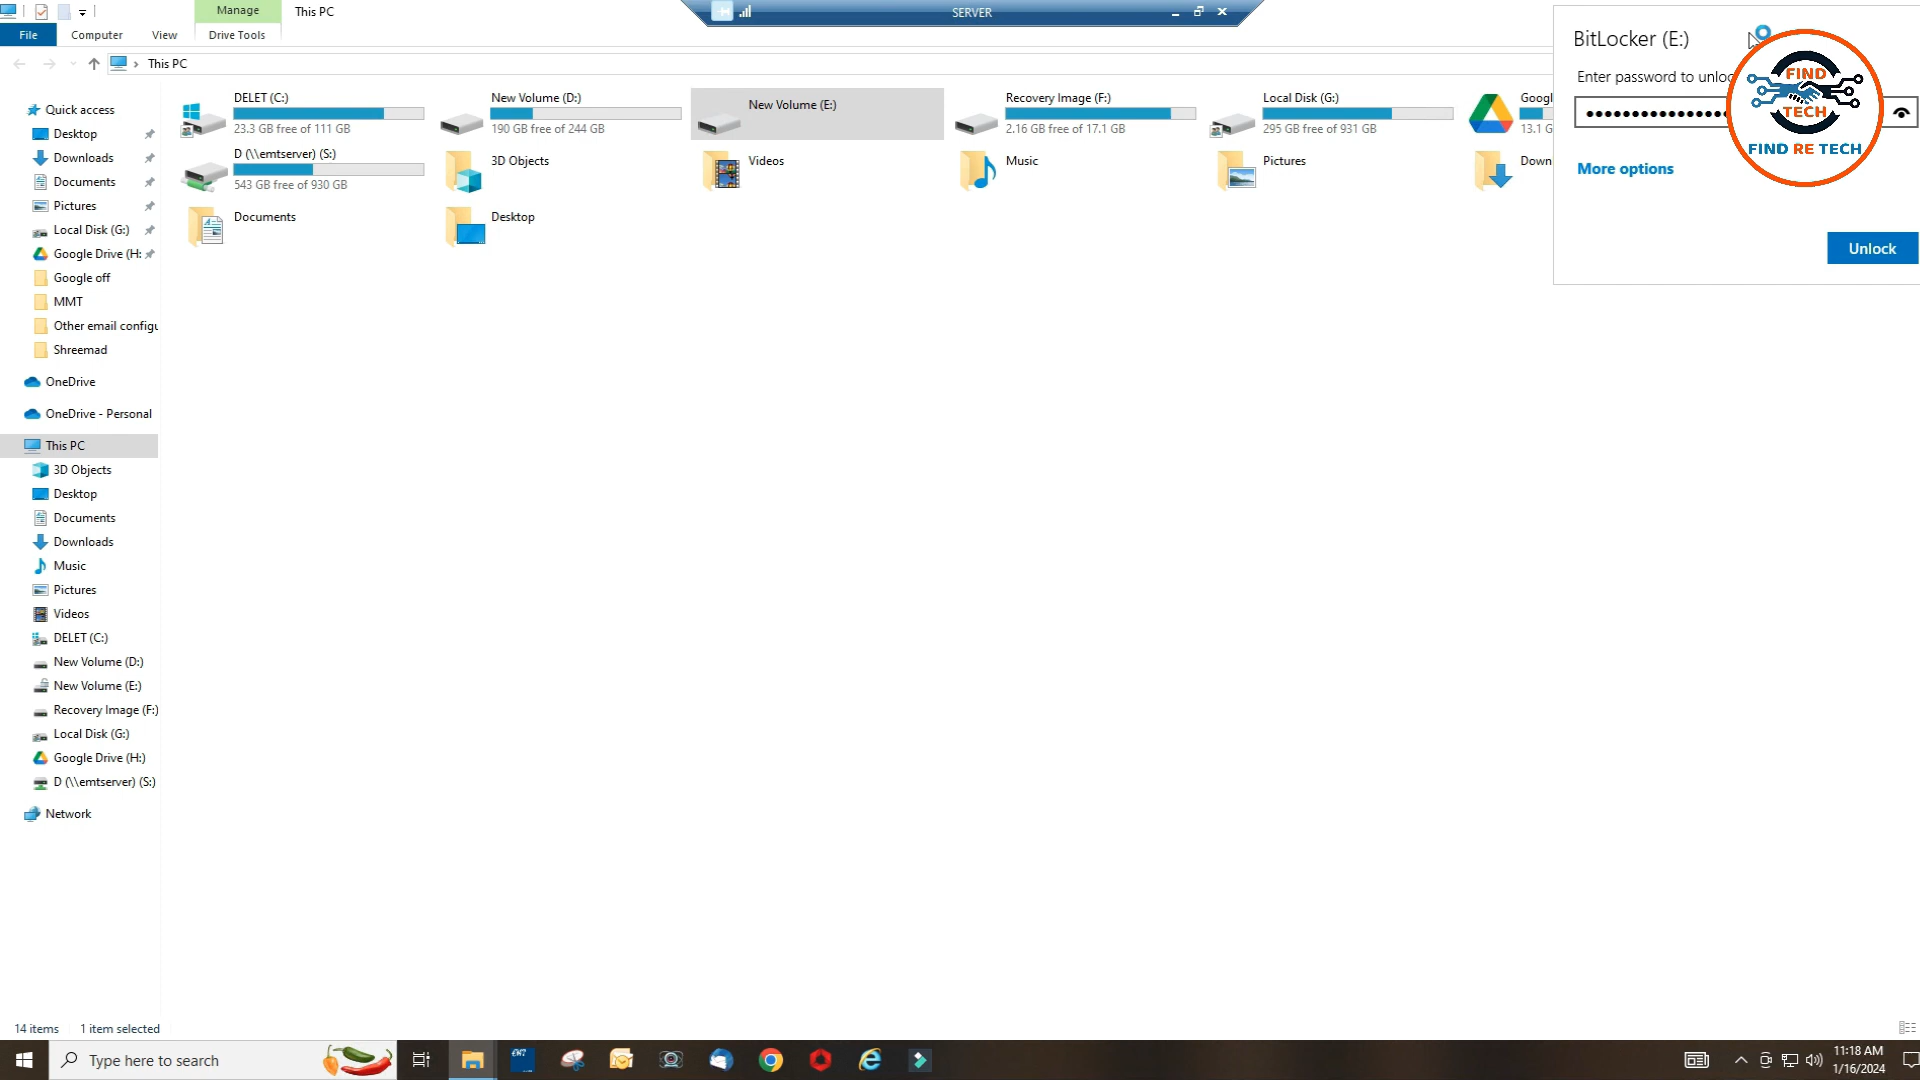 Manage
This PC
SERVER
File
Computer
View
Drive Tools
This PC
BitLocker (E:)
Enter password to unloc
More options
Unlock
FIND
TECH
FIND RE TECH
Quick access
Desktop
Downloads
Documents
Pictures
Local Disk (G:)
Google Drive (H:
Google off
MMT
Other email configu
Shreemad
OneDrive
OneDrive - Personal
This PC
3D Objects
Desktop
Documents
Downloads
Music
Pictures
Videos
DELET (C:)
New Volume (D:)
New Volume (E:)
Recovery Image (F:)
Local Disk (G:)
Google Drive (H:)
D (\\emtserver) (S:)
Network
DELET (C:)
23.3 GB free of 111 GB
New Volume (D:)
190 GB free of 244 GB
New Volume (E:)
Recovery Image (F:)
2.16 GB free of 17.1 GB
Local Disk (G:)
295 GB free of 931 GB
Googl
13.1 G
D (\\emtserver) (S:)
543 GB free of 930 GB
3D Objects
Videos
Music
Pictures
Down
Documents
Desktop
14 items
1 item selected
Type here to search
11:18 AM
1/16/2024